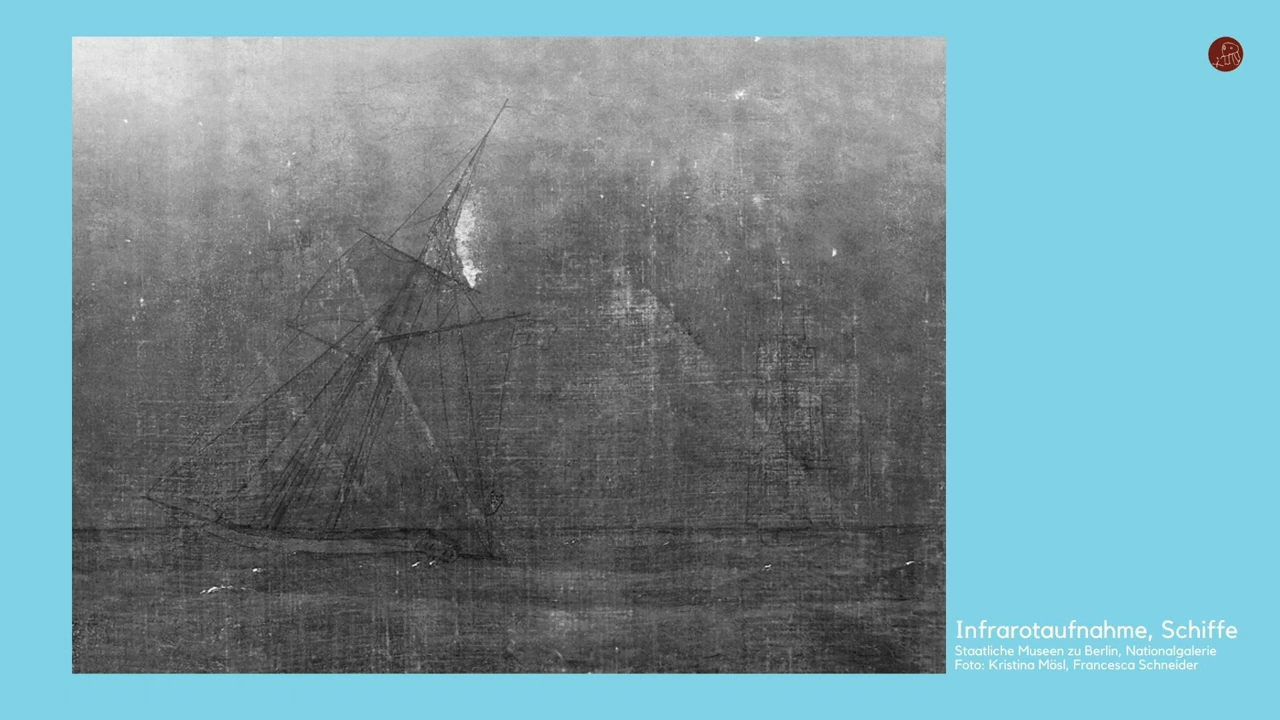 Infrarotaufnahme, Schiffe
Staatliche Museen zu Berlin, Nationalgalerie
Foto: Kristina Mösl, Francesca Schneider